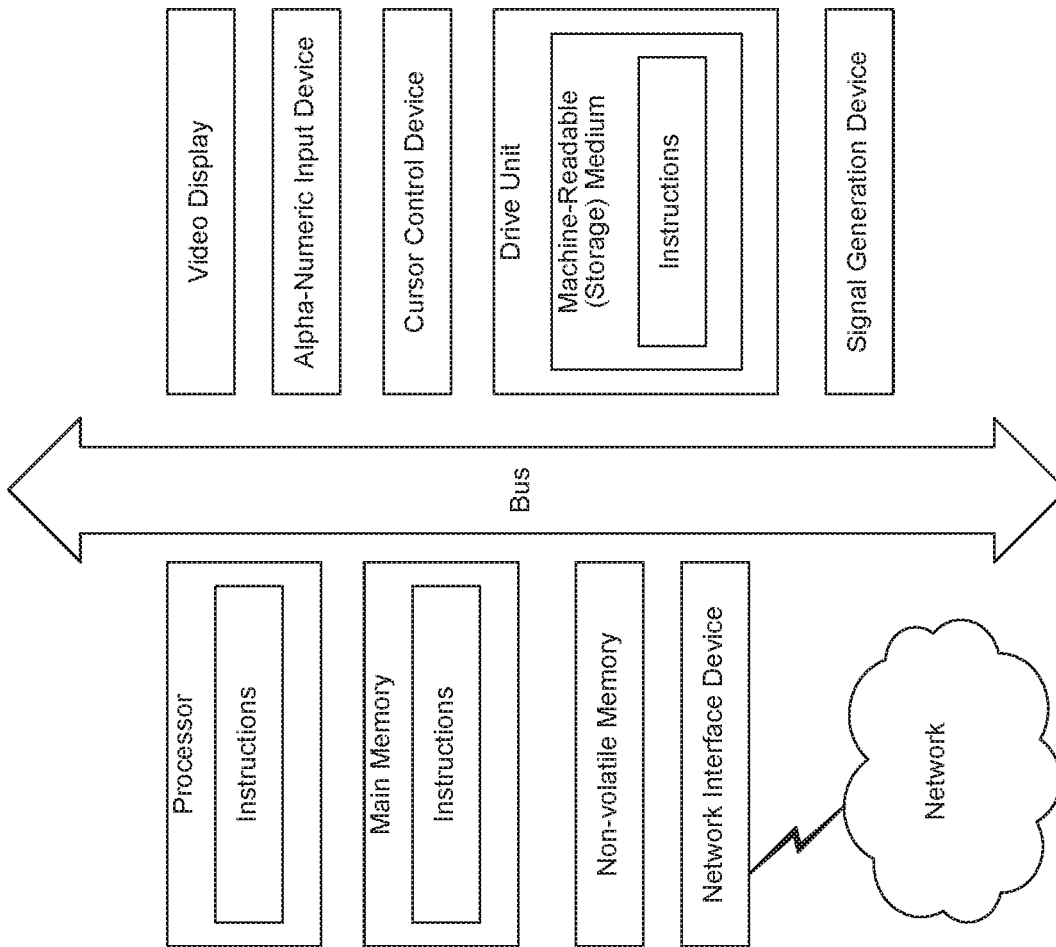 Processor
Instructions
Main Memory
Instructions
Non-volatile Memory
Network Interface Device
Network
Bus
Video Display
Alpha-Numeric Input Device
Cursor Control Device
Drive Unit
Machine-Readable
(Storage) Medium
Instructions
Signal Generation Device